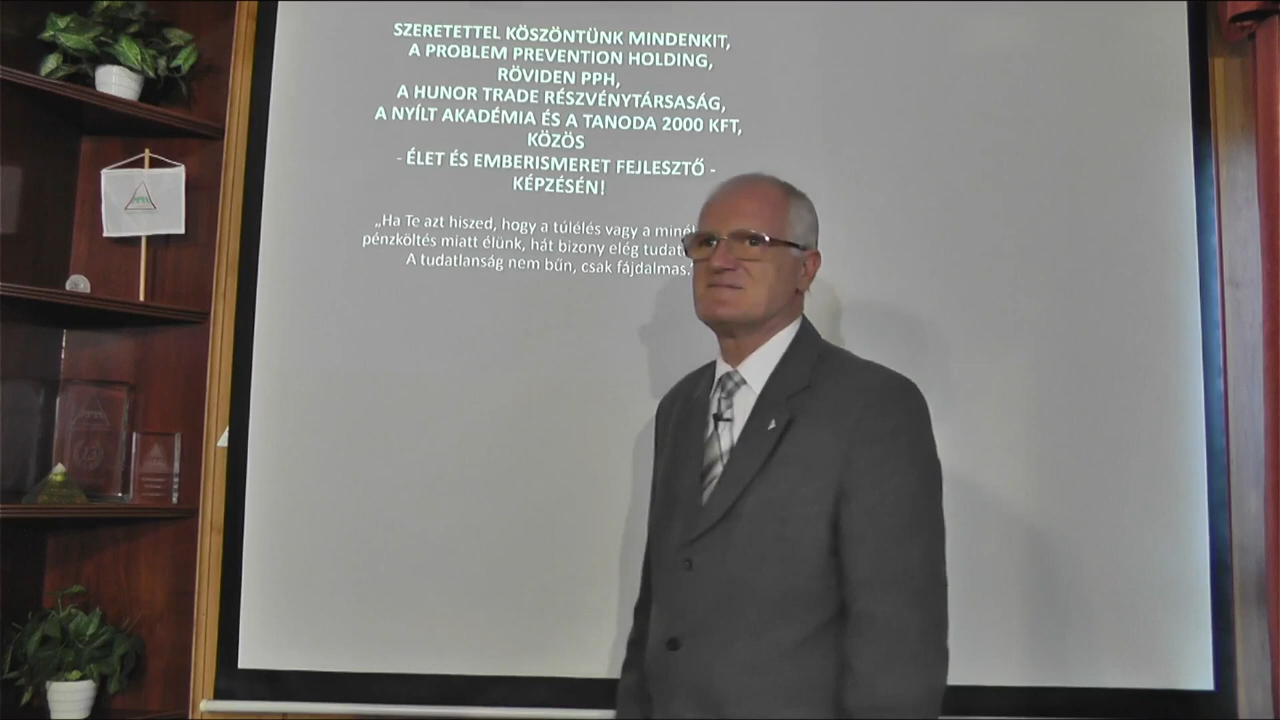 SZERETETTEL KÖSZÖNTÜNK MINDENKIT,
A PROBLEM PREVENTION HOLDING,
RÖVIDEN PPH,
A HUNOR TRADE RÉSZVÉNYTÁRSASÁG,
A NYÍLT AKADÉMIA ÉS A TANODA 2000 KFT,
KÖZÖS
- ÉLET ÉS EMBERISMERET FEJLESZTŐ -
KÉPZÉSÉN!
„Ha Te azt hiszed, hogy a túlélés vagy a
pénzköltés miatt élünk, hát bizony elég
A tudatlanság nem bűn, csak fájdalmas.